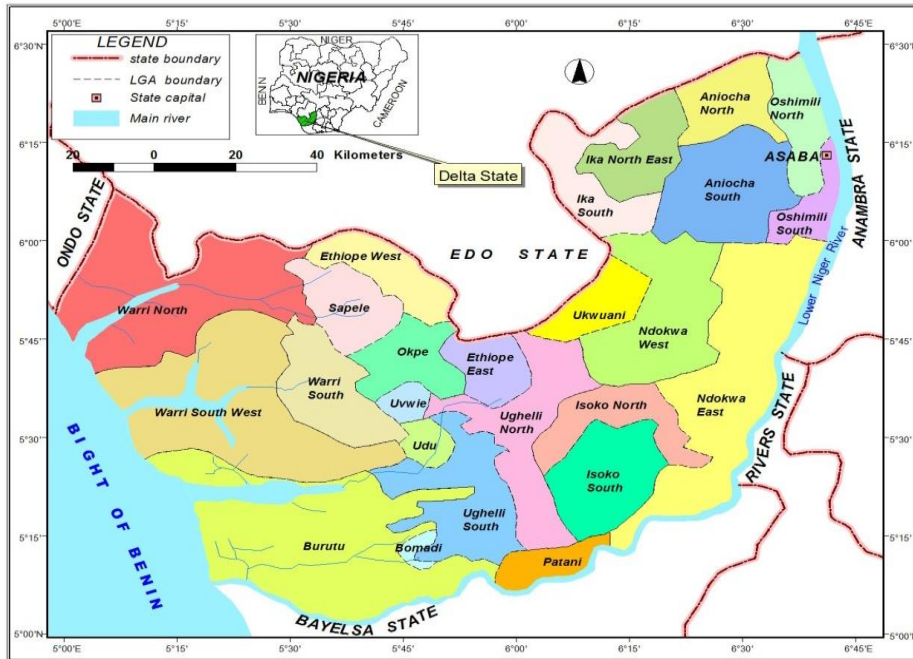 5°00'E 5°15' 5°30' 5°45' 6°00' 6°15' 6°30' 6°45'
6°30'N
6°15'
6°00'
5°45'
5°30'
5°15'
5°00'N
LEGEND
state boundary
LGA boundary
State capital
Main river
20 0 20 40 Kilometers
NIGER
BENIN
NIGERIA
CAMEROON
Delta State
Aniocha
North
Oshimili
North
Ika North East
ASABA
Aniocha
South
Ika
South
Oshimili
South
ANAMBRA STATE
ONDO STATE
EDO STATE
Lower Niger River
Ethiope West
Warri North
Sapele
Ukwuani
Ndokwa
West
Okpe
Ethiope
East
Warri
South
Uvwie
Warri South West
Ughelli
North
Isoko North
Ndokwa
East
Udu
Isoko
South
RIVERS STATE
BIGHT OF BENIN
Ughelli
South
Burutu
Bomadi
Patani
BAYELSA STATE
6°30'N
6°15'
6°00'
5°45'
5°30'
5°15'
5°00'N
5°00'E 5°15' 5°30' 5°45' 6°00' 6°15' 6°30' 6°45'